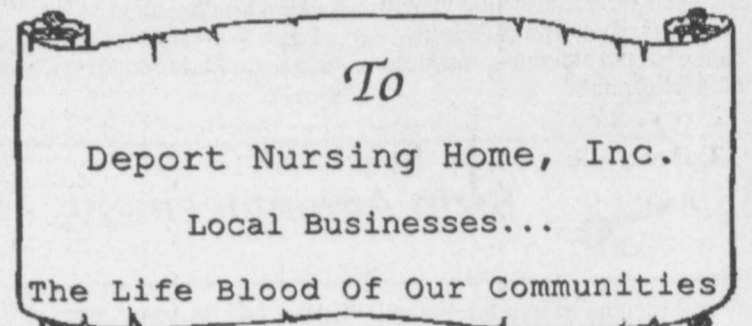 To
Deport Nursing Home, Inc.
Local Businesses...
The Life Blood Of Our Communities